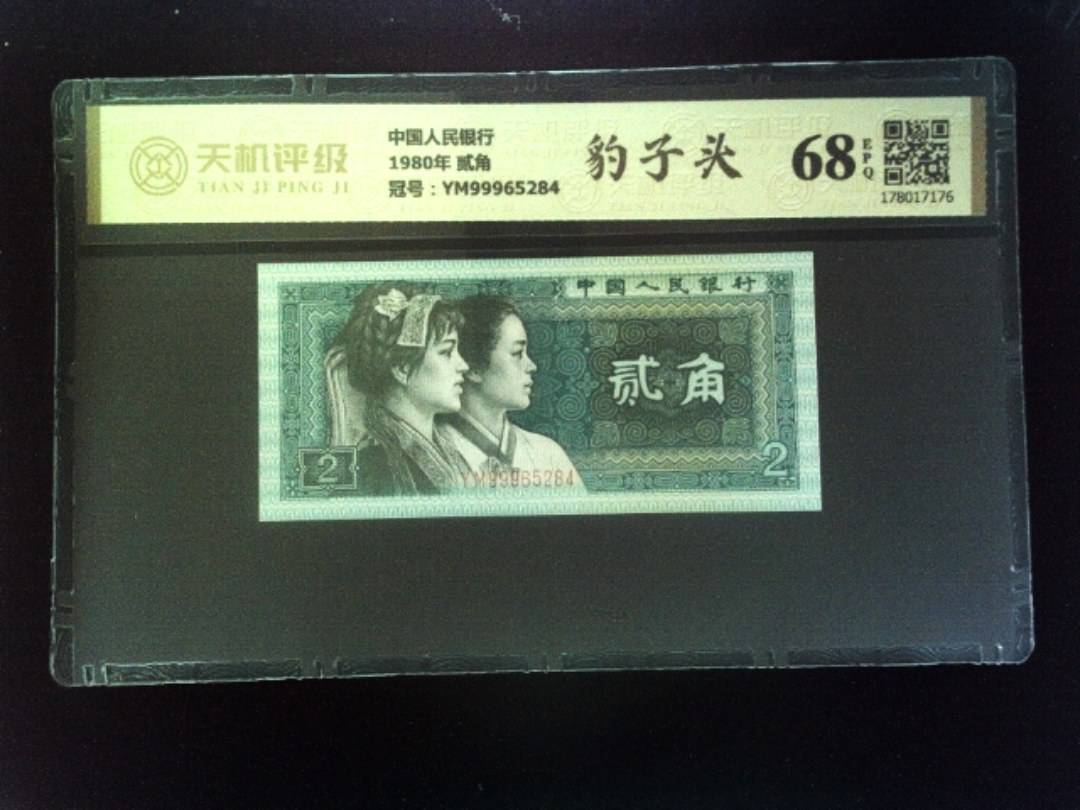 天机评级
TIAN JI PING JI
中国人民银行
1980年 贰角
冠号：YM99965284
豹子头
68
EPQ
178017176
中国人民银行
贰角
2
2
YM99965284